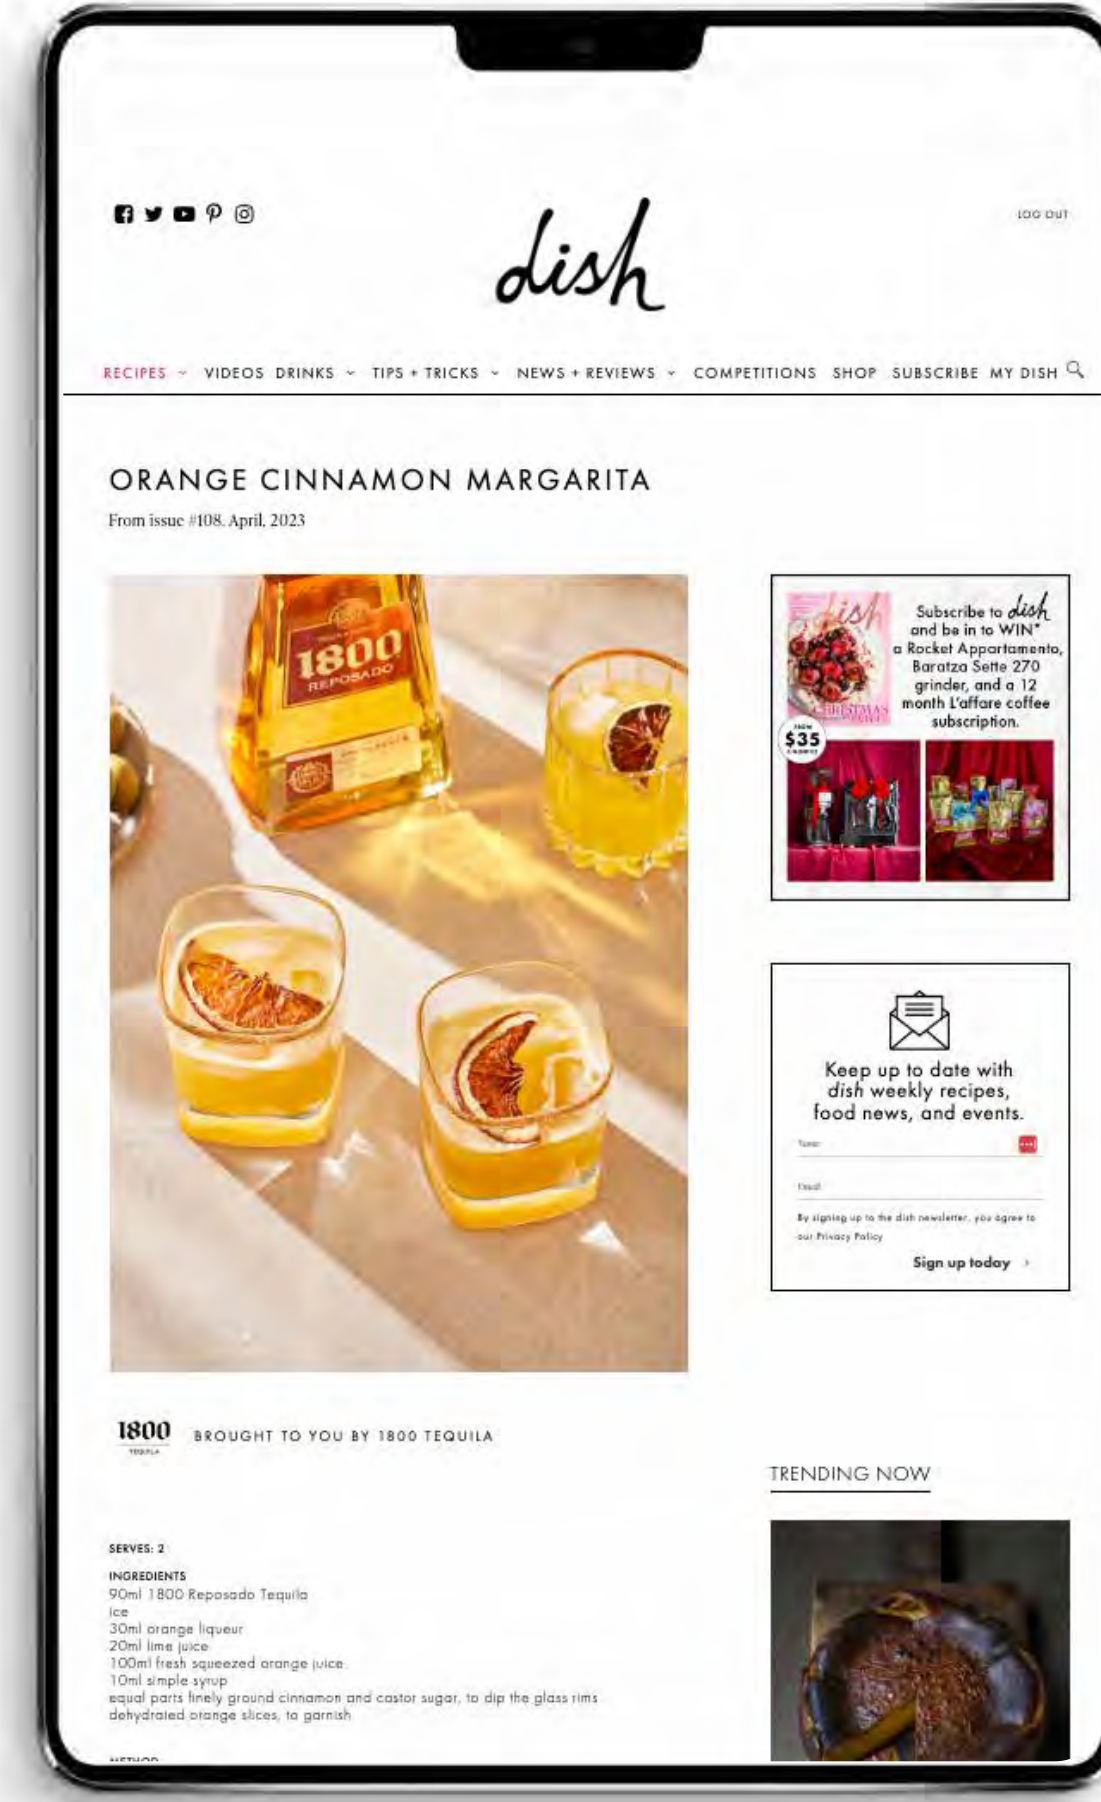 LOG OUT
dish
RECIPES VIDEOS DRINKS TIPS + TRICKS NEWS + REVIEWS COMPETITIONS SHOP SUBSCRIBE MY DISH
ORANGE CINNAMON MARGARITA
From issue #108. April, 2023
1800
REPOSADO
dish
CHRISTMAS
Subscribe to dish
and be in to WIN*
a Rocket Appartamento,
Baratza Sette 270
grinder, and a 12
month L'affare coffee
subscription.
FROM
$35
Keep up to date with
dish weekly recipes,
food news, and events.
Email
By signing up to the dish newsletter, you agree to
our Privacy Policy
Sign up today
1800
TEQUILA
BROUGHT TO YOU BY 1800 TEQUILA
TRENDING NOW
SERVES: 2
INGREDIENTS
90ml 1800 Reposado Tequila
ice
30ml orange liqueur
20ml lime juice
100ml fresh squeezed orange juice
10ml simple syrup
equal parts finely ground cinnamon and castor sugar, to dip the glass rims
dehydrated orange slices, to garnish
METHOD